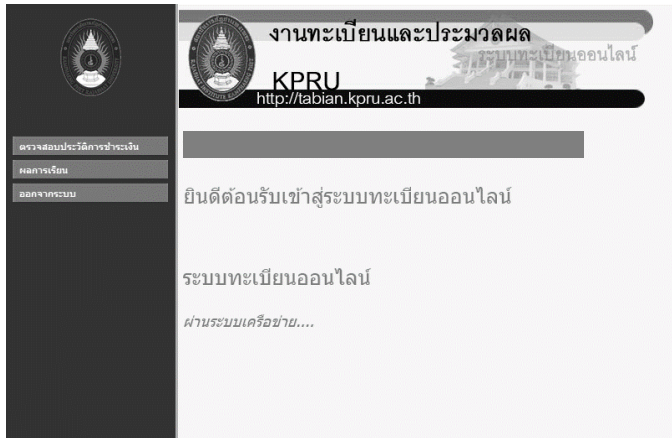 งานทะเบียนและประมวลผล
ระบบทะเบียนออนไลน์
KPRU
http://tabian.kpru.ac.th
ตรวจสอบประวัติการชำระเงิน
ผลการเรียน
ออกจากระบบ
ยินดีต้อนรับเข้าสู่ระบบทะเบียนออนไลน์
ระบบทะเบียนออนไลน์
ผ่านระบบเครือข่าย....